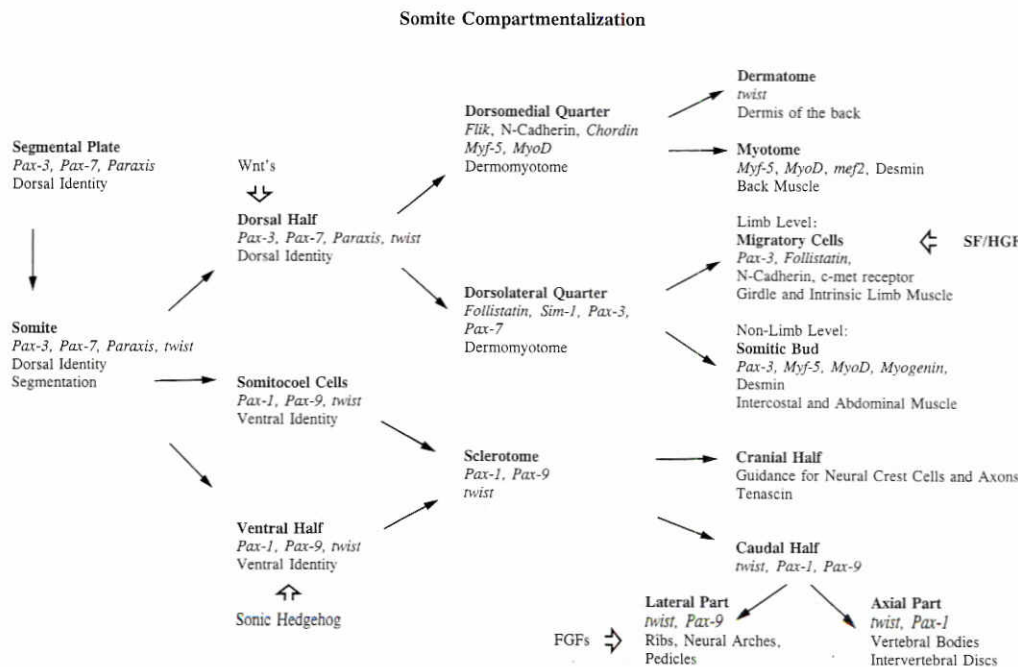 Somite Compartmentalization
Segmental Plate
Pax-3, Pax-7, Paraxis
Dorsal Identity
Somite
Pax-3, Pax-7, Paraxis, twist
Dorsal Identity
Segmentation
Wnt's
Dorsal Half
Pax-3, Pax-7, Paraxis, twist
Dorsal Identity
Somitocoel Cells
Pax-1, Pax-9, twist
Ventral Identity
Ventral Half
Pax-1, Pax-9, twist
Ventral Identity
Sonic Hedgehog
Dorsomedial Quarter
Flik, N-Cadherin, Chordin
Myf-5, MyoD
Dermomyotome
Dorsolateral Quarter
Follistatin, Sim-1, Pax-3,
Pax-7
Dermomyotome
Sclerotome
Pax-1, Pax-9
twist
Dermatome
twist
Dermis of the back
Myotome
Myf-5, MyoD, mef2, Desmin
Back Muscle
Limb Level:
Migratory Cells
Pax-3, Follistatin,
N-Cadherin, c-met receptor
Girdle and Intrinsic Limb Muscle
SF/HGF
Non-Limb Level:
Somitic Bud
Pax-3, Myf-5, MyoD, Myogenin,
Desmin
Intercostal and Abdominal Muscle
Cranial Half
Guidance for Neural Crest Cells and Axons
Tenascin
Caudal Half
twist, Pax-1, Pax-9
FGFs
Lateral Part
twist, Pax-9
Ribs, Neural Arches,
Pedicles
Axial Part
twist, Pax-1
Vertebral Bodies
Intervertebral Discs